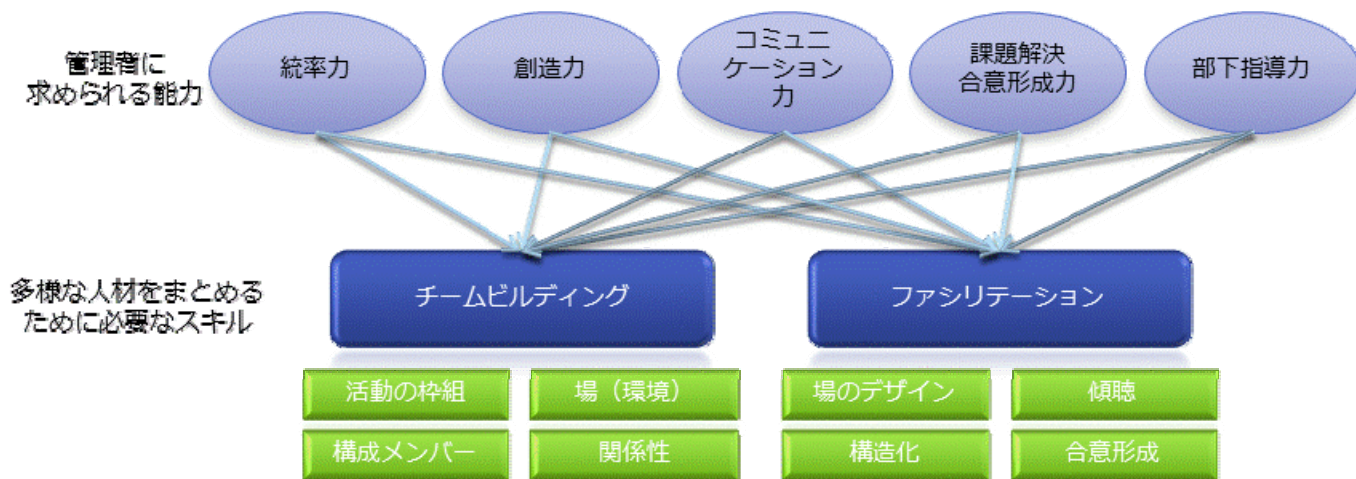 管理者に
求められる能力
統率力
創造力
コミュニ
ケーション
力
課題解決
合意形成力
部下指導力
多様な人材をまとめる
ために必要なスキル
チームビルディング
ファシリテーション
活動の枠組
場（環境）
場のデザイン
傾聴
構成メンバー
関係性
構造化
合意形成